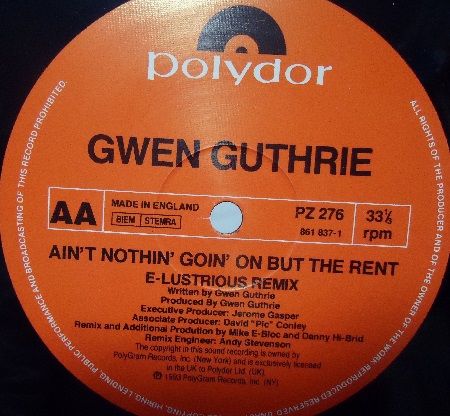 polydor
GWEN GUTHRIE
AA
MADE IN ENGLAND
BIEM STEMRA
PZ 276
861 837-1
33⅓
rpm
AIN'T NOTHIN' GOIN' ON BUT THE RENT
E-LUSTRIOUS REMIX
Written by Gwen Guthrie
Produced By Gwen Guthrie
Executive Producer: Jerome Gasper
Associate Producer: David "Pic" Conley
Remix and Additional Prodution by Mike E-Bloc and Danny Hi-Brid
Remix Engineer: Andy Stevenson
The copyright in this sound recording is owned by
PolyGram Records, Inc. (New York) and is exclusively licensed
in the UK to Polydor Ltd. (UK).
℗ 1993 PolyGram Records, Inc. (NY)
ALL RIGHTS OF THE PRODUCER AND OF THE OWNER OF THE WORK REPRODUCED RESERVED
COPYING, HIRING, LENDING, PUBLIC PERFORMANCE AND BROADCASTING OF THIS RECORD PROHIBITED.